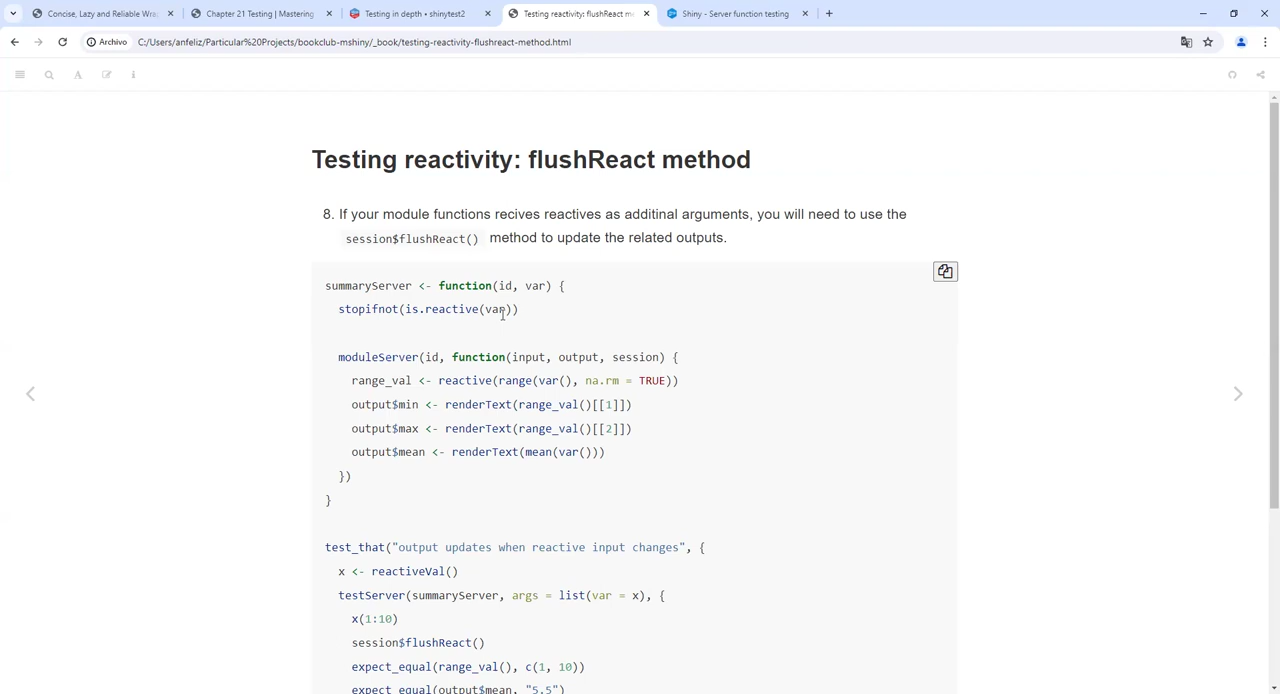 Concise, Lazy and Reliable Wra
Chapter 21 Testing | Mastering
Testing in depth • shinytest2
Testing reactivity: flushReact me
Shiny - Server function testing
Archivo
C:/Users/anfeliz/Particular%20Projects/bookclub-mshiny/_book/testing-reactivity-flushreact-method.html
Testing reactivity: flushReact method
8. If your module functions recives reactives as additinal arguments, you will need to use the
session$flushReact() method to update the related outputs.
summaryServer <- function(id, var) {
stopifnot(is.reactive(var))
moduleServer(id, function(input, output, session) {
range_val <- reactive(range(var(), na.rm = TRUE))
output$min <- renderText(range_val()[[1]])
output$max <- renderText(range_val()[[2]])
output$mean <- renderText(mean(var()))
})
}
test_that("output updates when reactive input changes", {
x <- reactiveVal()
testServer(summaryServer, args = list(var = x), {
x(1:10)
session$flushReact()
expect_equal(range_val(), c(1, 10))
expect_equal(output$mean, "5.5")